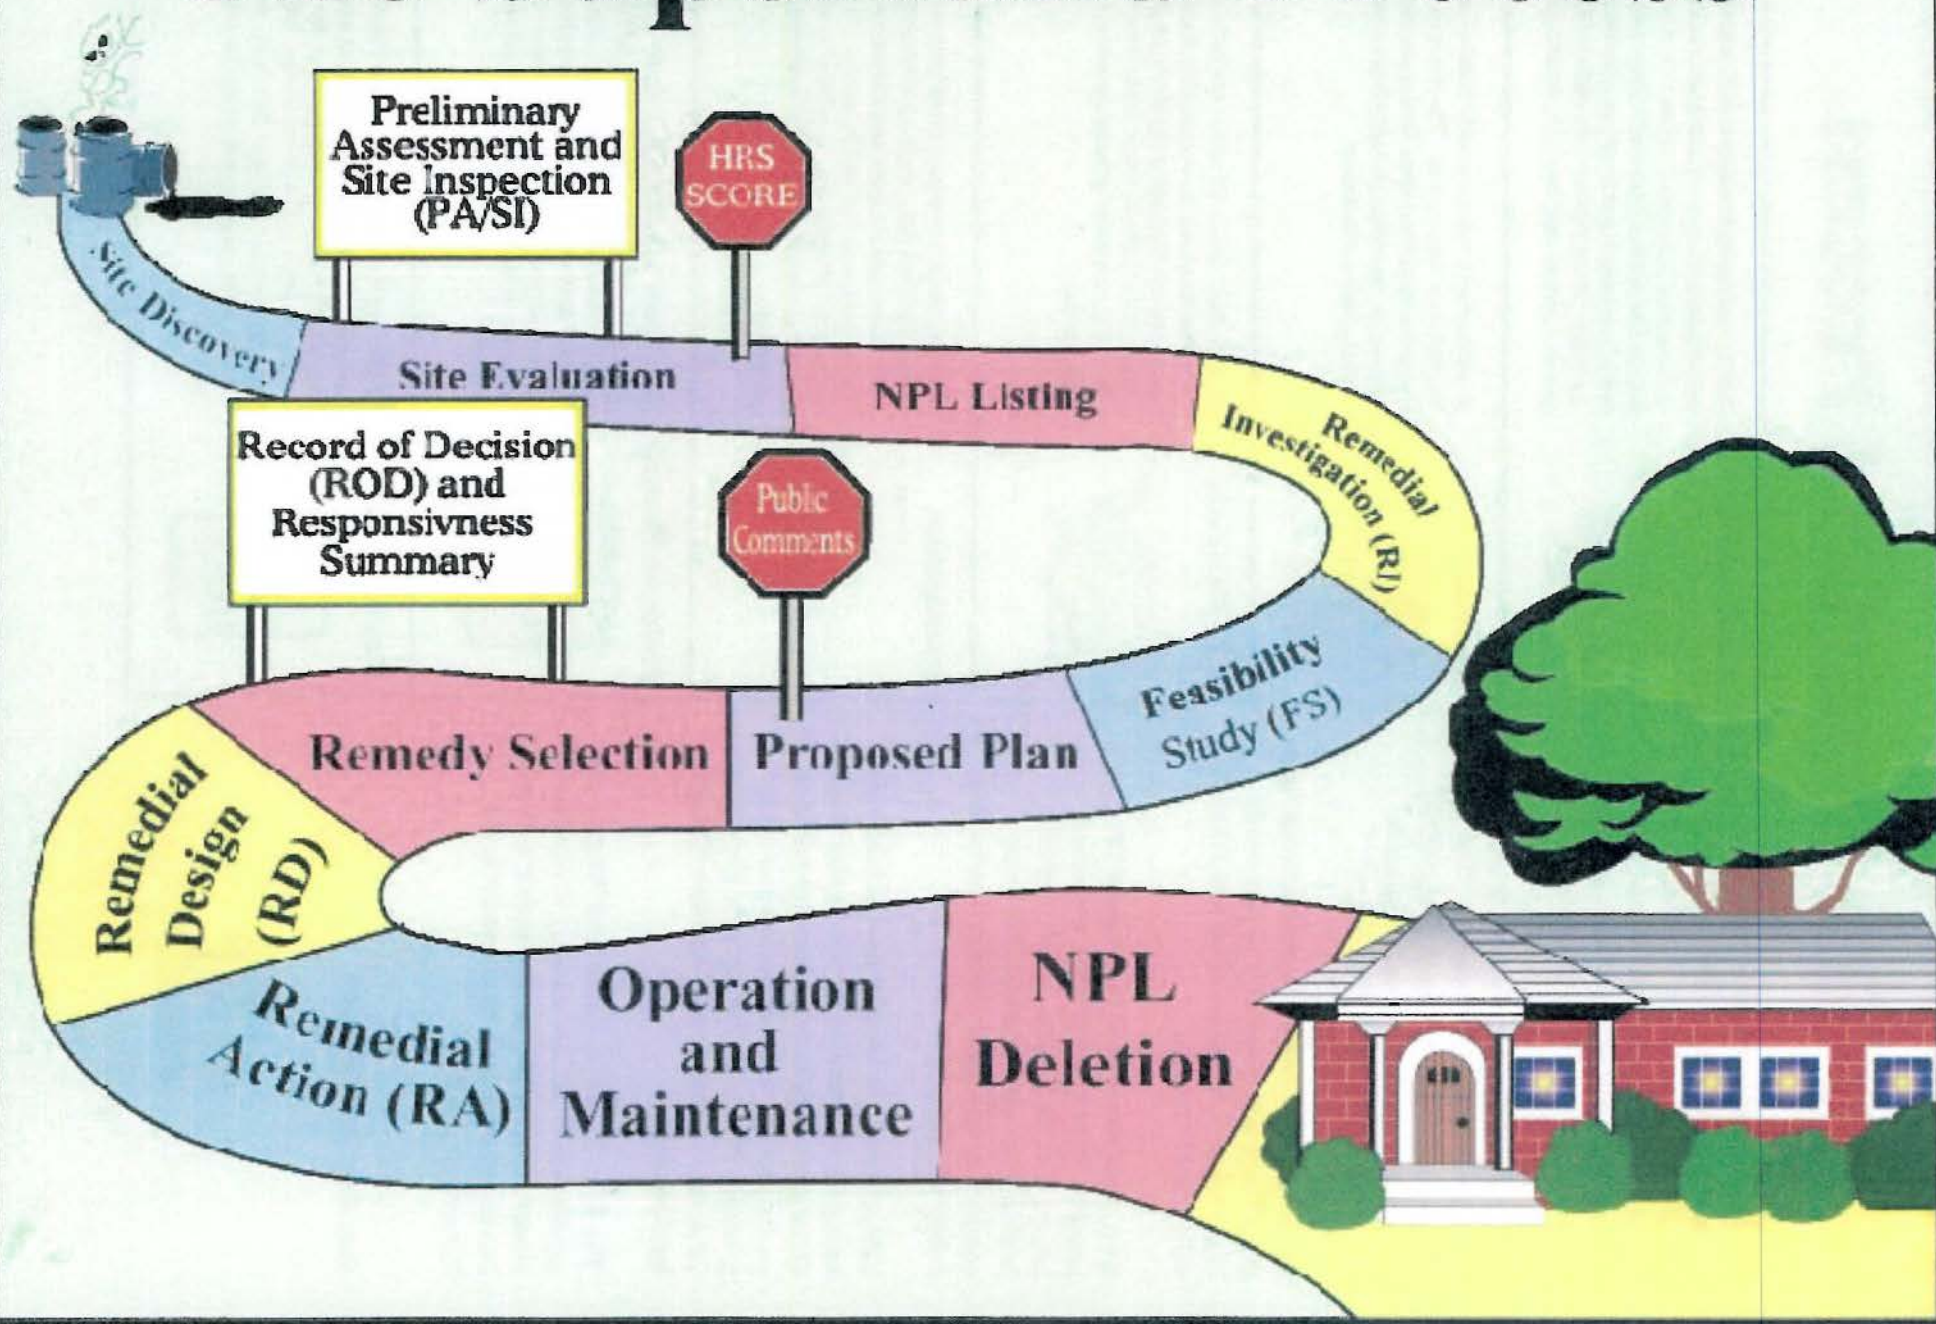 Preliminary
Assessment and
Site Inspection
(PA/SI)
HRS
SCORE
Site Discovery
Site Evaluation
NPL Listing
Remedial
Investigation (RI)
Record of Decision
(ROD) and
Responsivness
Summary
Public
Comments
Feasibility
Study (FS)
Proposed Plan
Remedy Selection
Remedial
Design
(RD)
Remedial
Action (RA)
Operation
and
Maintenance
NPL
Deletion